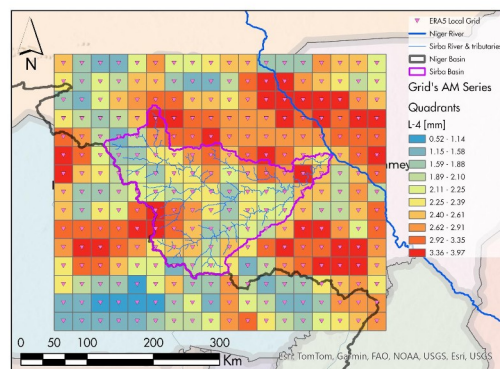 N
ERA5 Local Grid
Niger River
Sirba River & tributaries
Niger Basin
Sirba Basin
Grid's AM Series
Quadrants
L-4 [mm]
0.52 - 1.14
1.15 - 1.58
1.59 - 1.88
1.89 - 2.10
2.11 - 2.25
2.25 - 2.39
2.40 - 2.61
2.62 - 2.91
2.92 - 3.35
3.36 - 3.97
mey
0 50 100 200 300
Km
Esri, TomTom, Garmin, FAO, NOAA, USGS, Esri, USGS